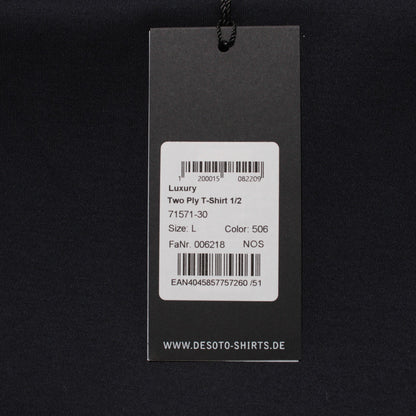 1 200015 082209
Luxury
Two Ply T-Shirt 1/2
71571-30
Size: L Color: 506
FaNr. 006218 NOS
EAN4045857757260 /51
WWW.DESOTO-SHIRTS.DE